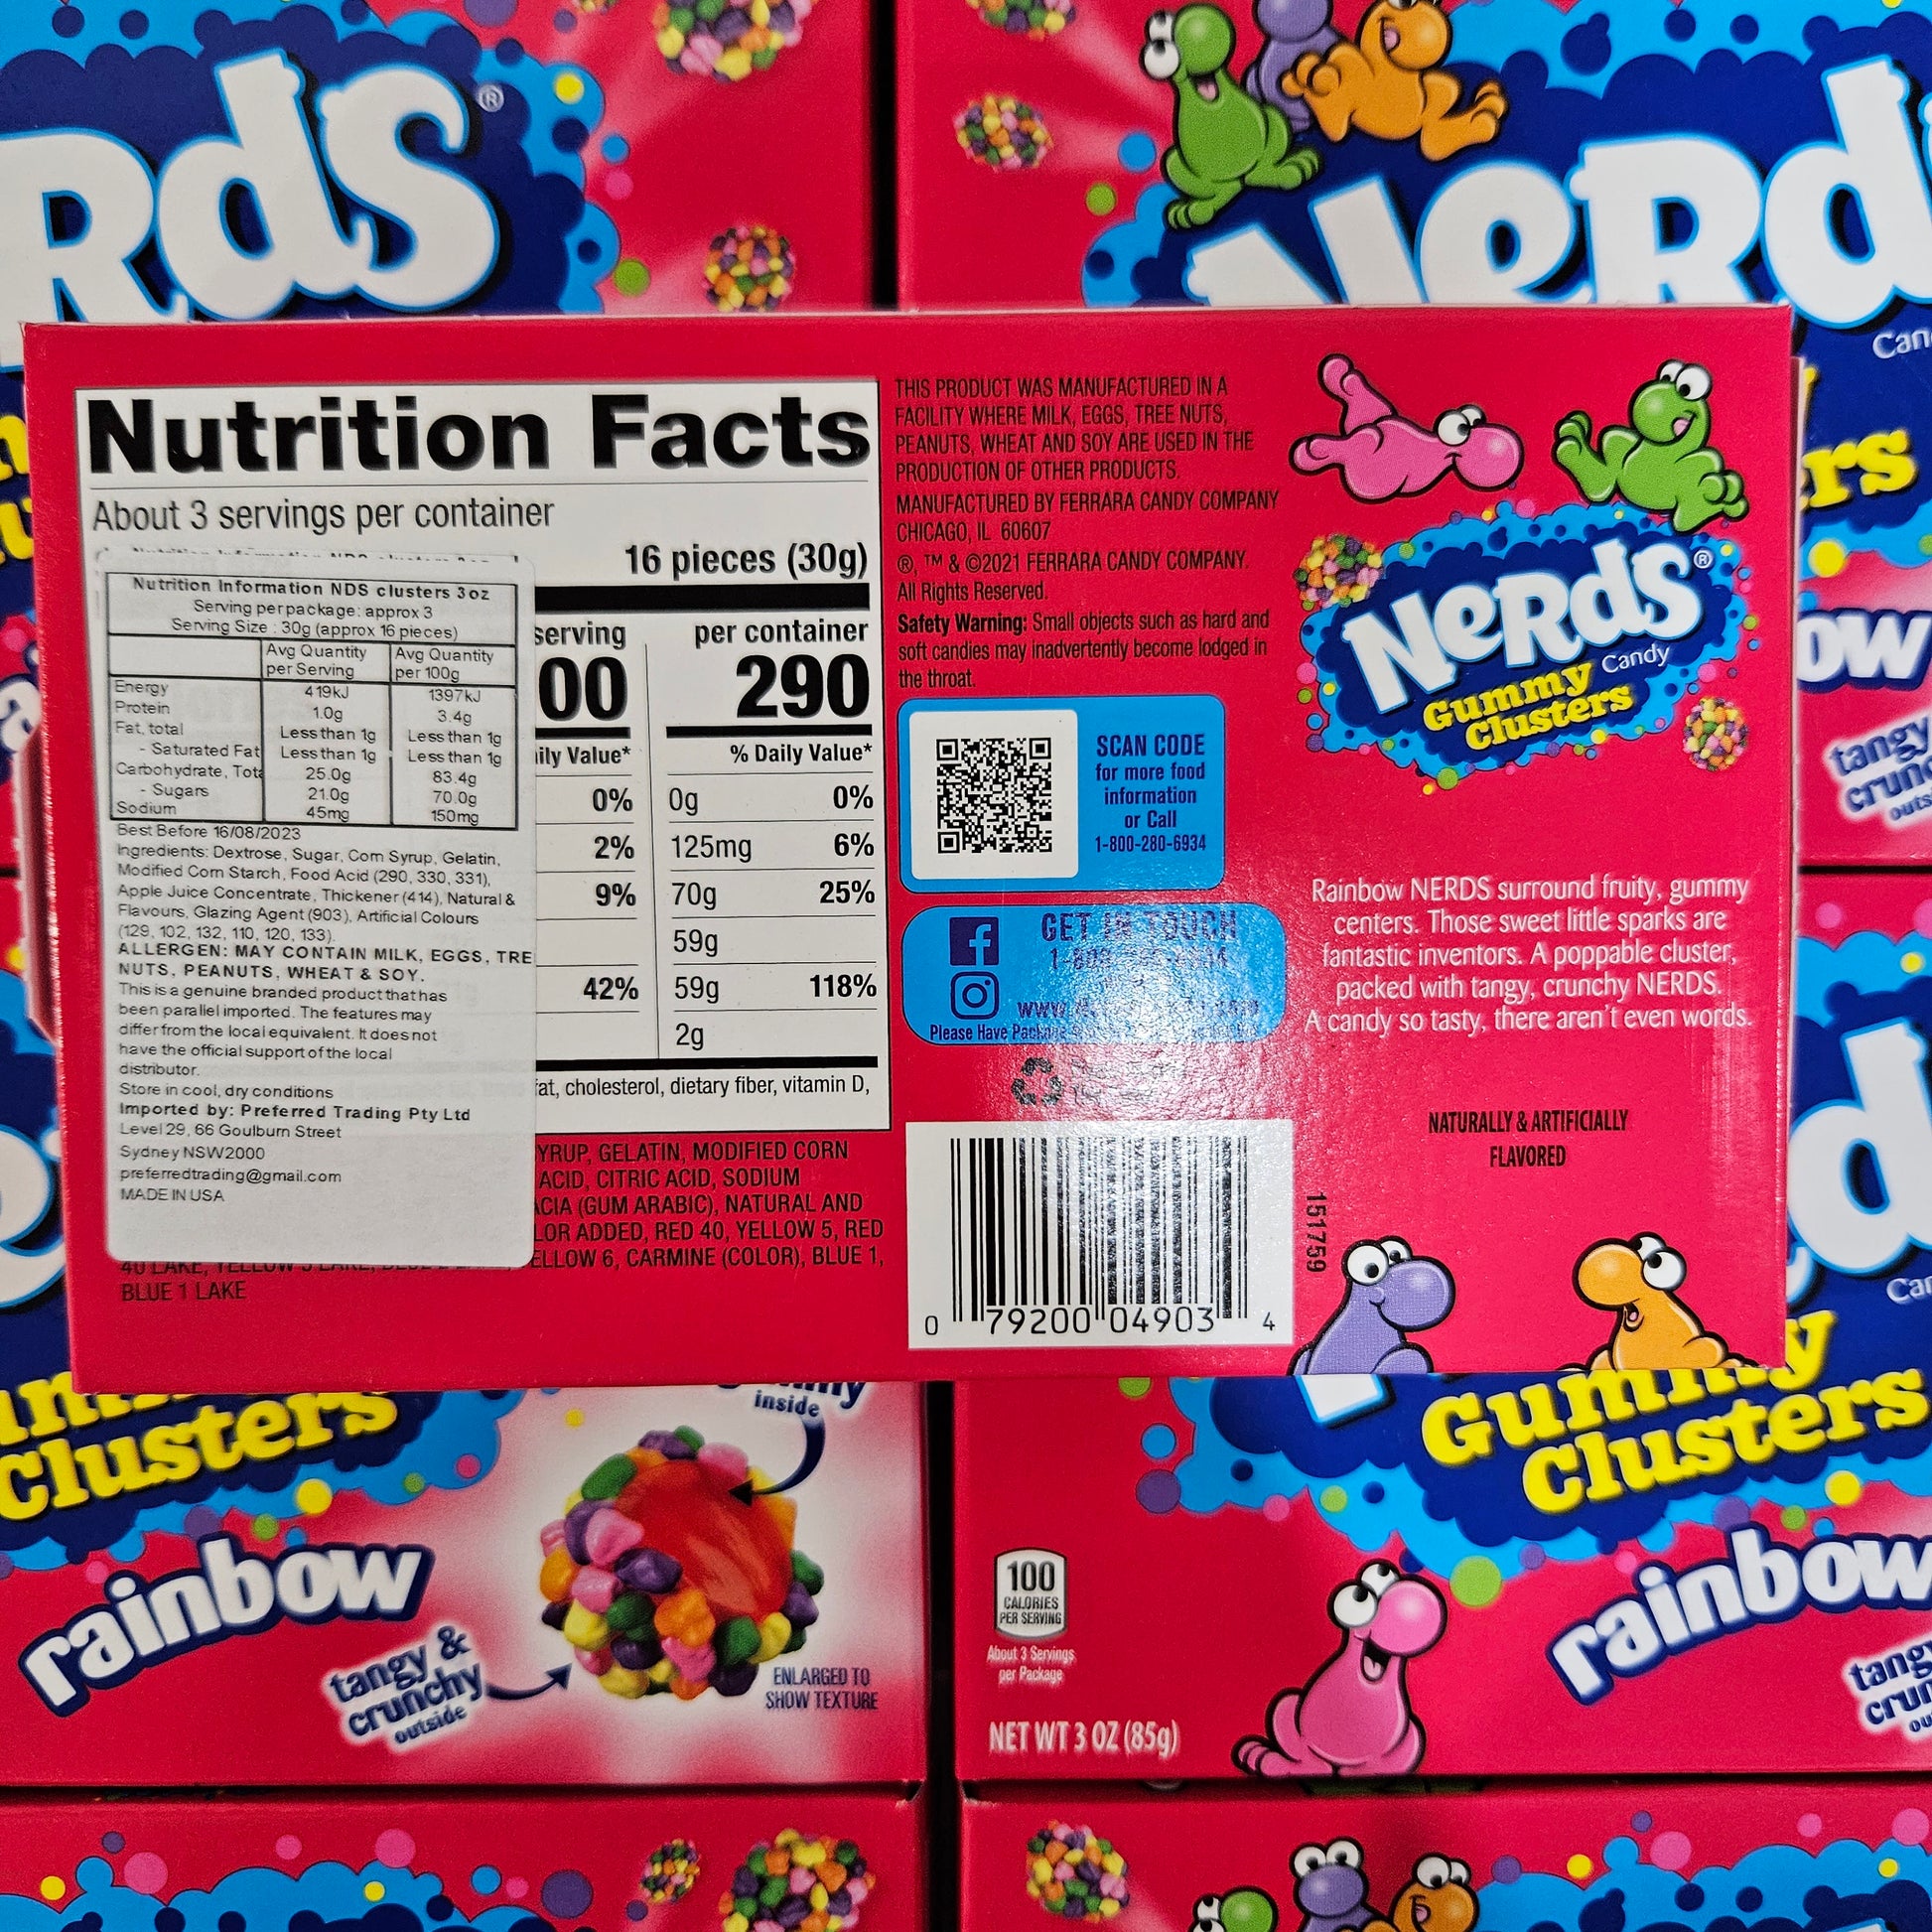 RdS®
NeRd
Can
rs
ow
tangy
crunc
outs
Nutrition Facts
About 3 servings per container
16 pieces (30g)
Nutrition Information NDS clusters 3oz
Serving per package: approx 3
Serving Size : 30g (approx 16 pieces)
Avg Quantity per Serving Avg Quantity per 100g
Energy 419kJ 1397kJ
Protein 1.0g 3.4g
Fat, total Less than 1g Less than 1g
- Saturated Fat Less than 1g Less than 1g
Carbohydrate, Tota 25.0g 83.4g
- Sugars 21.0g 70.0g
Sodium 45mg 150mg
Best Before 16/08/2023
Ingredients: Dextrose, Sugar, Corn Syrup, Gelatin,
Modified Corn Starch, Food Acid (290, 330, 331),
Apple Juice Concentrate, Thickener (414), Natural &
Flavours, Glazing Agent (903), Artificial Colours
(129, 102, 132, 110, 120, 133).
ALLERGEN: MAY CONTAIN MILK, EGGS, TRE
NUTS, PEANUTS, WHEAT & SOY.
This is a genuine branded product that has
been parallel imported. The features may
differ from the local equivalent. It does not
have the official support of the local
distributor.
Store in cool, dry conditions
Imported by: Preferred Trading Pty Ltd
Level 29, 66 Goulburn Street
Sydney NSW2000
preferredtrading@gmail.com
MADE IN USA
serving per container
00 290
ily Value* % Daily Value*
0% 0g 0%
2% 125mg 6%
9% 70g 25%
59g
42% 59g 118%
2g
fat, cholesterol, dietary fiber, vitamin D,
YRUP, GELATIN, MODIFIED CORN
ACID, CITRIC ACID, SODIUM
ACIA (GUM ARABIC), NATURAL AND
LOR ADDED, RED 40, YELLOW 5, RED
ELLOW 6, CARMINE (COLOR), BLUE 1,
BLUE 1 LAKE
THIS PRODUCT WAS MANUFACTURED IN A
FACILITY WHERE MILK, EGGS, TREE NUTS,
PEANUTS, WHEAT AND SOY ARE USED IN THE
PRODUCTION OF OTHER PRODUCTS.
MANUFACTURED BY FERRARA CANDY COMPANY
CHICAGO, IL 60607
®, ™ & ©2021 FERRARA CANDY COMPANY.
All Rights Reserved.
Safety Warning: Small objects such as hard and
soft candies may inadvertently become lodged in
the throat.
SCAN CODE
for more food
information
or Call
1-800-280-6934
GET IN TOUCH
Please Have Package
0 79200 04903 4
151759
NeRdS®
Candy
Gummy
Clusters
Rainbow NERDS surround fruity, gummy
centers. Those sweet little sparks are
fantastic inventors. A poppable cluster,
packed with tangy, crunchy NERDS.
A candy so tasty, there aren't even words.
NATURALLY & ARTIFICIALLY
FLAVORED
d
Ca
Clusters
rainbow
tangy &
crunchy
outside
inside
ENLARGED TO
SHOW TEXTURE
Gummy
Clusters
rainbow
tangy
crun
ou
100
CALORIES
PER SERVING
About 3 Servings
per Package
NET WT 3 OZ (85g)